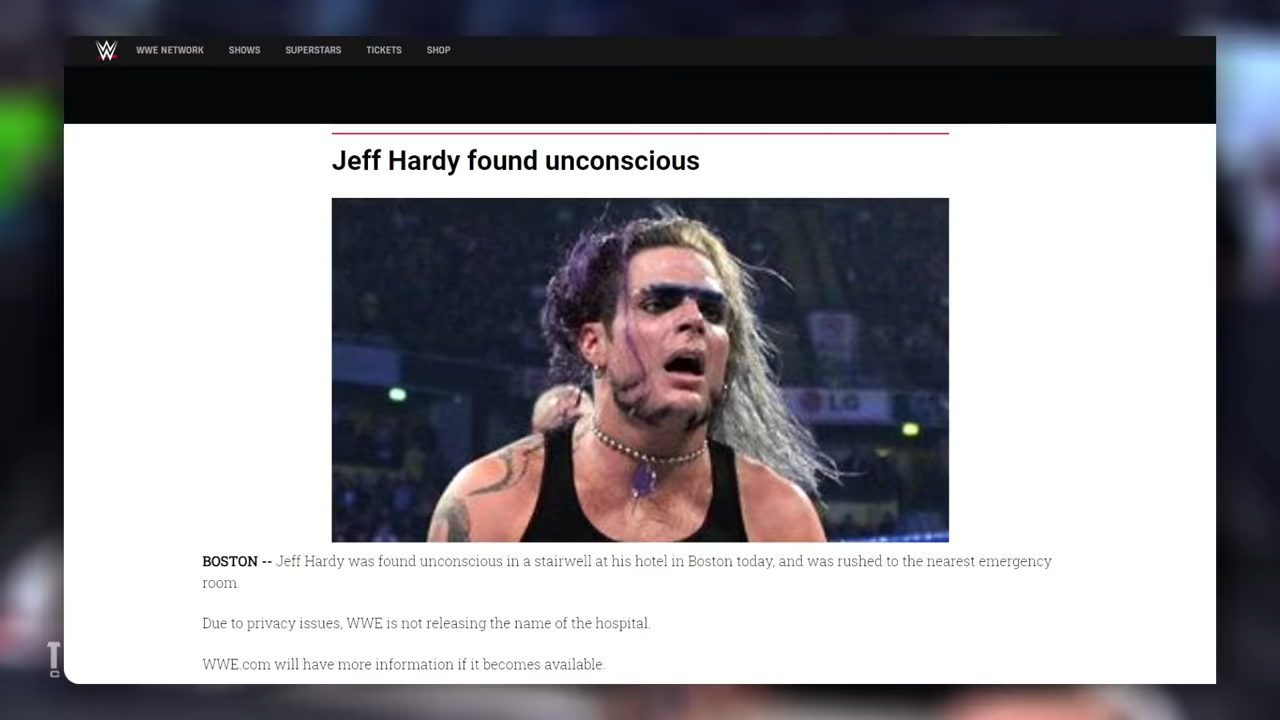 WWE NETWORK SHOWS SUPERSTARS TICKETS SHOP
Jeff Hardy found unconscious
LG
BOSTON -- Jeff Hardy was found unconscious in a stairwell at his hotel in Boston today, and was rushed to the nearest emergency
room.
Due to privacy issues, WWE is not releasing the name of the hospital.
WWE.com will have more information if it becomes available.